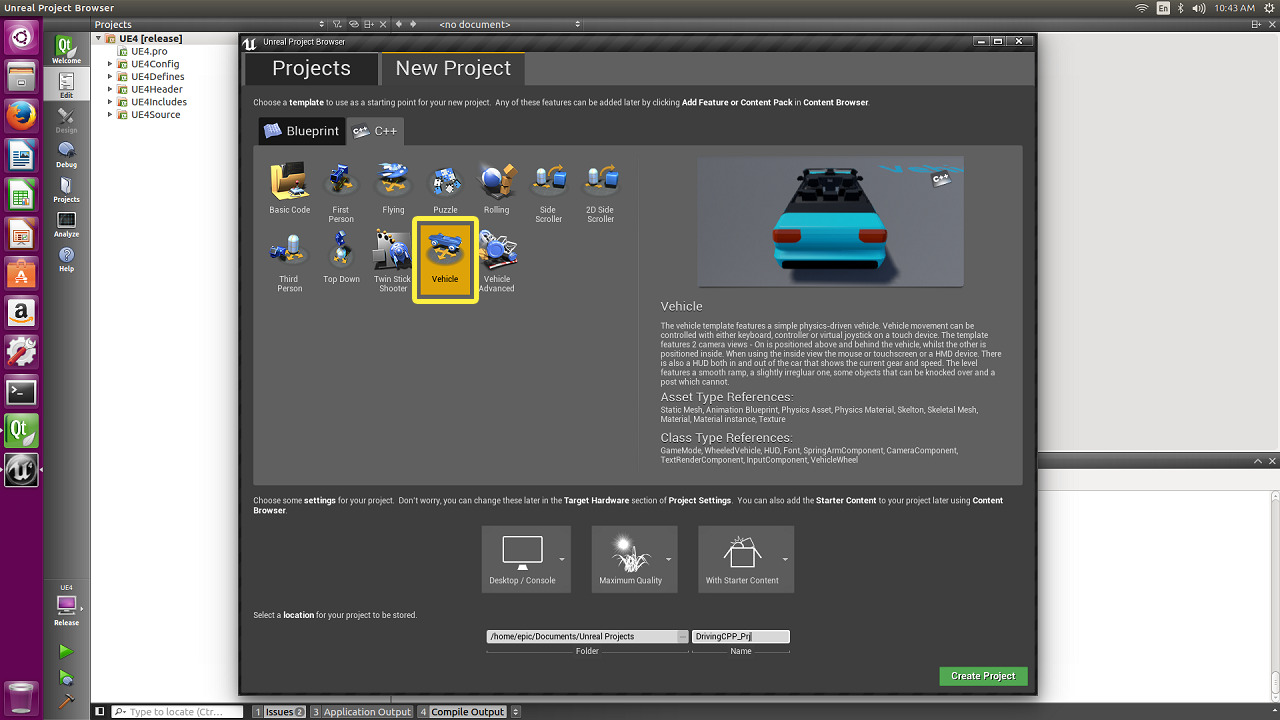 Unreal Project Browser
En
10:43 AM
Projects
<no document>
Unreal Project Browser
UE4 [release]
UE4.pro
UE4Config
UE4Defines
UE4Header
UE4Includes
UE4Source
Qt
Welcome
Edit
Design
Debug
Projects
Analyze
Help
Projects
New Project
Choose a template to use as a starting point for your new project. Any of these features can be added later by clicking Add Feature or Content Pack in Content Browser.
Blueprint
C++
C++
Basic Code
First
Person
Flying
Puzzle
Rolling
Side
Scroller
2D Side
Scroller
Third
Person
Top Down
Twin Stick
Shooter
Vehicle
Vehicle
Advanced
C++
Vehicle
The vehicle template features a simple physics-driven vehicle. Vehicle movement can be
controlled with either keyboard, controller or virtual joystick on a touch device. The template
features 2 camera views - On is positioned above and behind the vehicle, whilst the other is
positioned inside. When using the inside view the mouse or touchscreen or a HMD device. There
is also a HUD both in and out of the car that shows the current gear and speed. The level
features a smooth ramp, a slightly irregluar one, some objects that can be knocked over and a
post which cannot.
Asset Type References:
Static Mesh, Animation Blueprint, Physics Asset, Physics Material, Skelton, Skeletal Mesh,
Material, Material instance, Texture
Class Type References:
GameMode, WheeledVehicle, HUD, Font, SpringArmComponent, CameraComponent,
TextRenderComponent, InputComponent, VehicleWheel
Choose some settings for your project. Don't worry, you can change these later in the Target Hardware section of Project Settings. You can also add the Starter Content to your project later using Content
Browser.
Desktop / Console
Maximum Quality
With Starter Content
Select a location for your project to be stored.
/home/epic/Documents/Unreal Projects
...
DrivingCPP_Prj
Folder
Name
Create Project
a
Qt
UE4
Release
Type to locate (Ctr...
1 Issues 2
3 Application Output
4 Compile Output